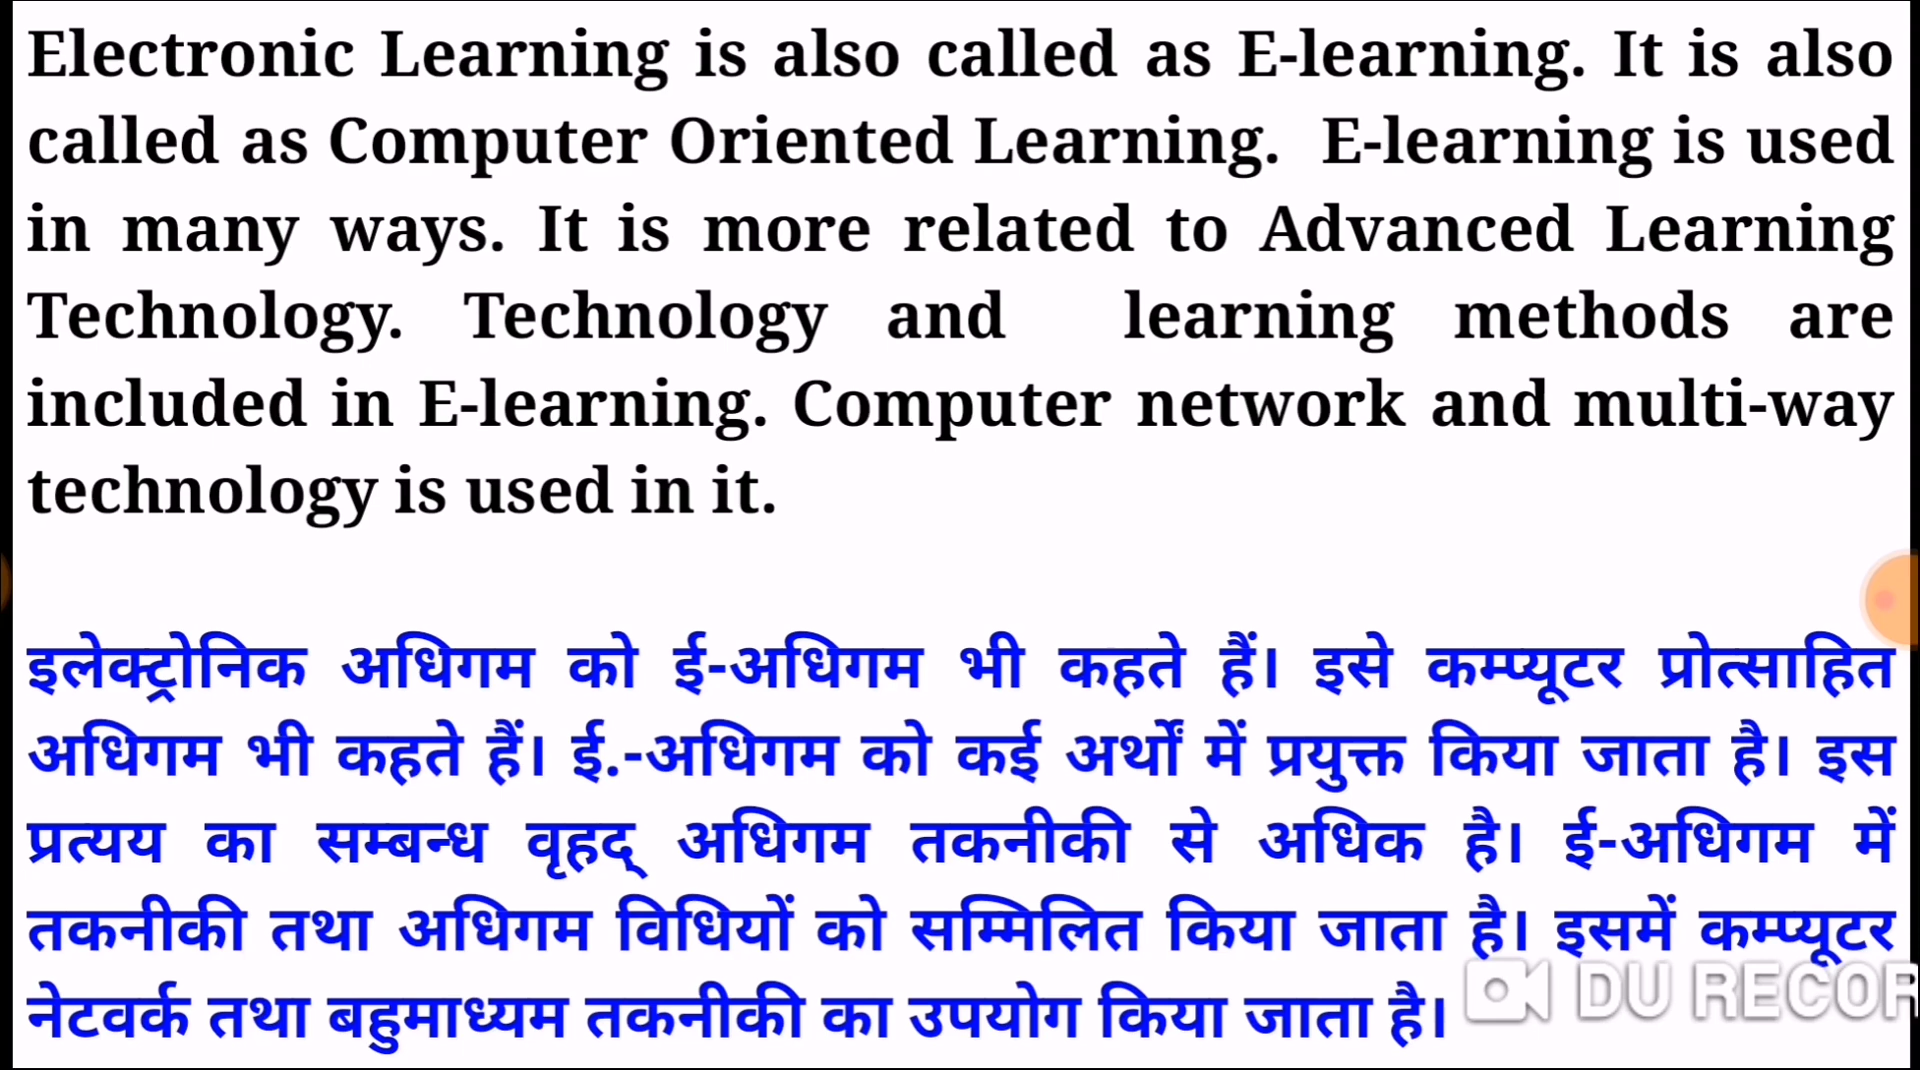 Electronic Learning is also called as E-learning. It is also
called as Computer Oriented Learning. E-learning is used
in many ways. It is more related to Advanced Learning
Technology. Technology and learning methods are
included in E-learning. Computer network and multi-way
technology is used in it.
इलेक्ट्रोनिक अधिगम को ई-अधिगम भी कहते हैं। इसे कम्प्यूटर प्रोत्साहित
अधिगम भी कहते हैं। ई.-अधिगम को कई अर्थों में प्रयुक्त किया जाता है। इस
प्रत्यय का सम्बन्ध वृहद् अधिगम तकनीकी से अधिक है। ई-अधिगम में
तकनीकी तथा अधिगम विधियों को सम्मिलित किया जाता है। इसमें कम्प्यूटर
नेटवर्क तथा बहुमाध्यम तकनीकी का उपयोग किया जाता है।
DU RECOR